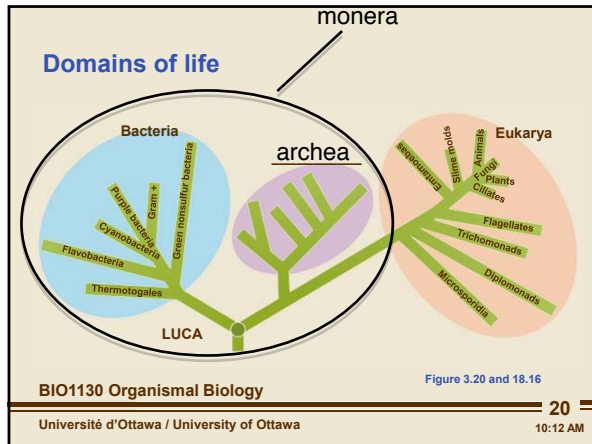 monera
Domains of life
Bacteria
archea
Eukarya
Green nonsulfur bacteria
Gram +
Purple bacteria
Cyanobacteria
Flavobacteria
Thermotogales
Entamoebas
Slime molds
Animals
Fungi
Plants
Ciliates
Flagellates
Trichomonads
Diplomonads
Microsporidia
LUCA
Figure 3.20 and 18.16
BIO1130 Organismal Biology
20
Université d'Ottawa / University of Ottawa
10:12 AM